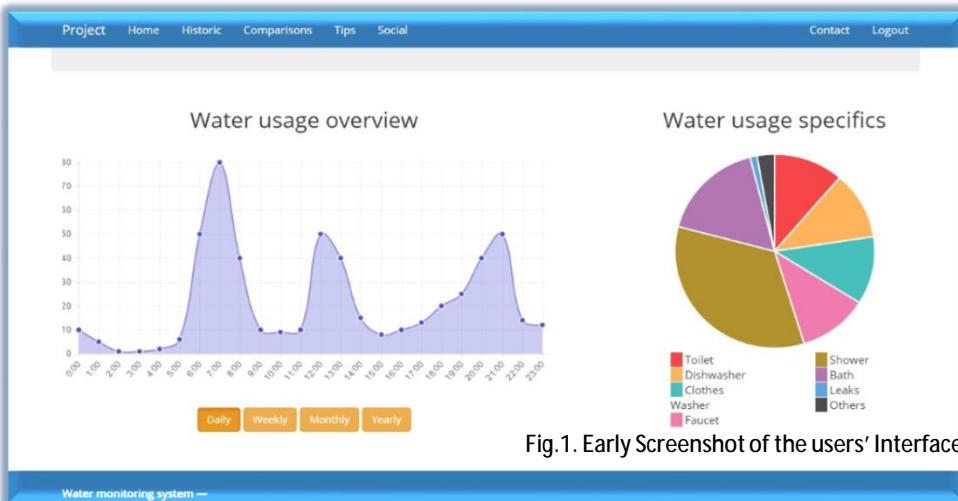 Project Home Historic Comparisons Tips Social Contact Logout
Water usage overview
Water usage specifics
80
70
60
50
40
30
20
10
0
0:00 1:00 2:00 3:00 4:00 5:00 6:00 7:00 8:00 9:00 10:00 11:00 12:00 13:00 14:00 15:00 16:00 17:00 18:00 19:00 20:00 21:00 22:00 23:00
Daily Weekly Monthly Yearly
Toilet
Dishwasher
Clothes
Washer
Faucet
Shower
Bath
Leaks
Others
Fig.1. Early Screenshot of the users' Interface
Water monitoring system —